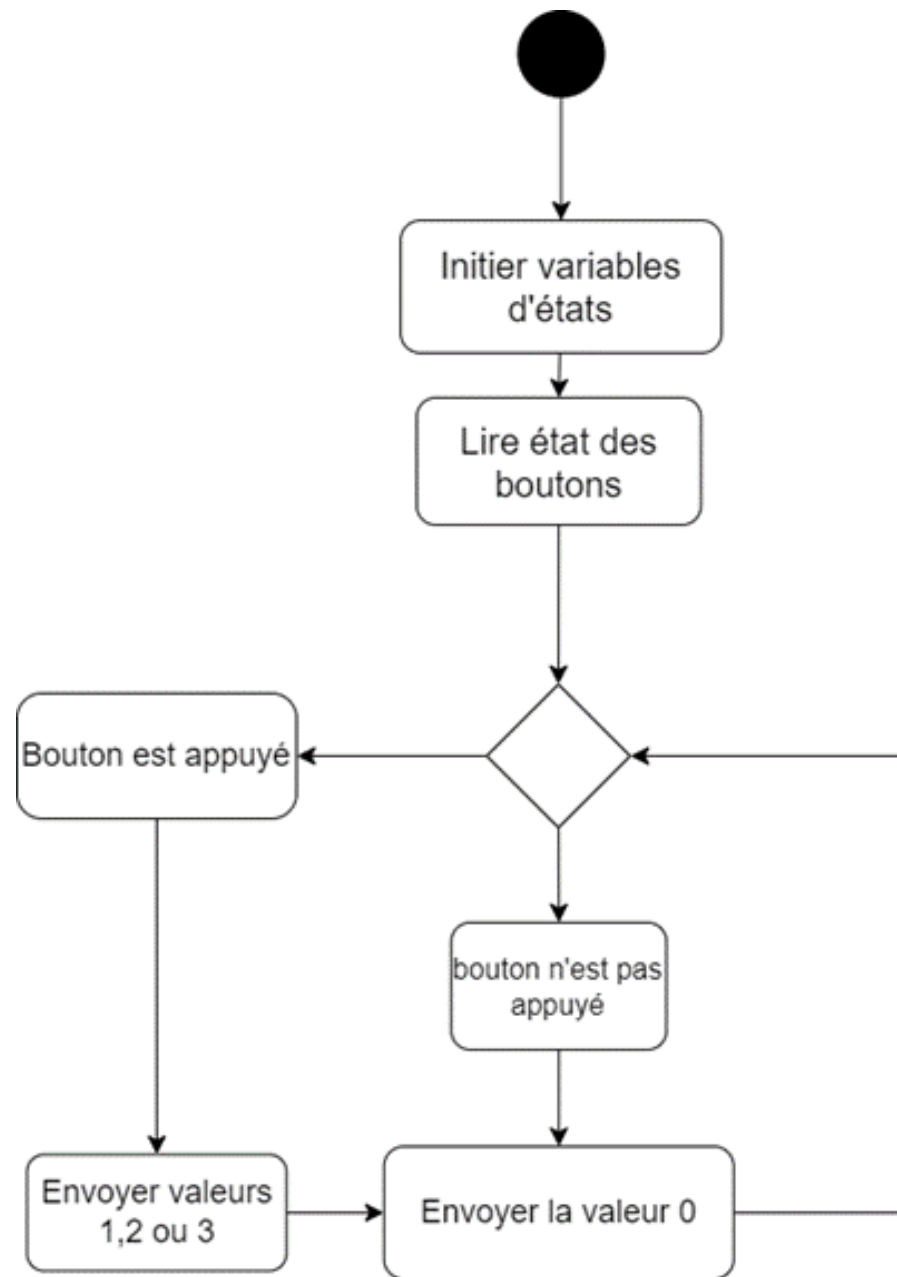 Initier variables
d'états
Lire état des
boutons
Bouton est appuyé
bouton n'est pas
appuyé
Envoyer valeurs
1,2 ou 3
Envoyer la valeur 0